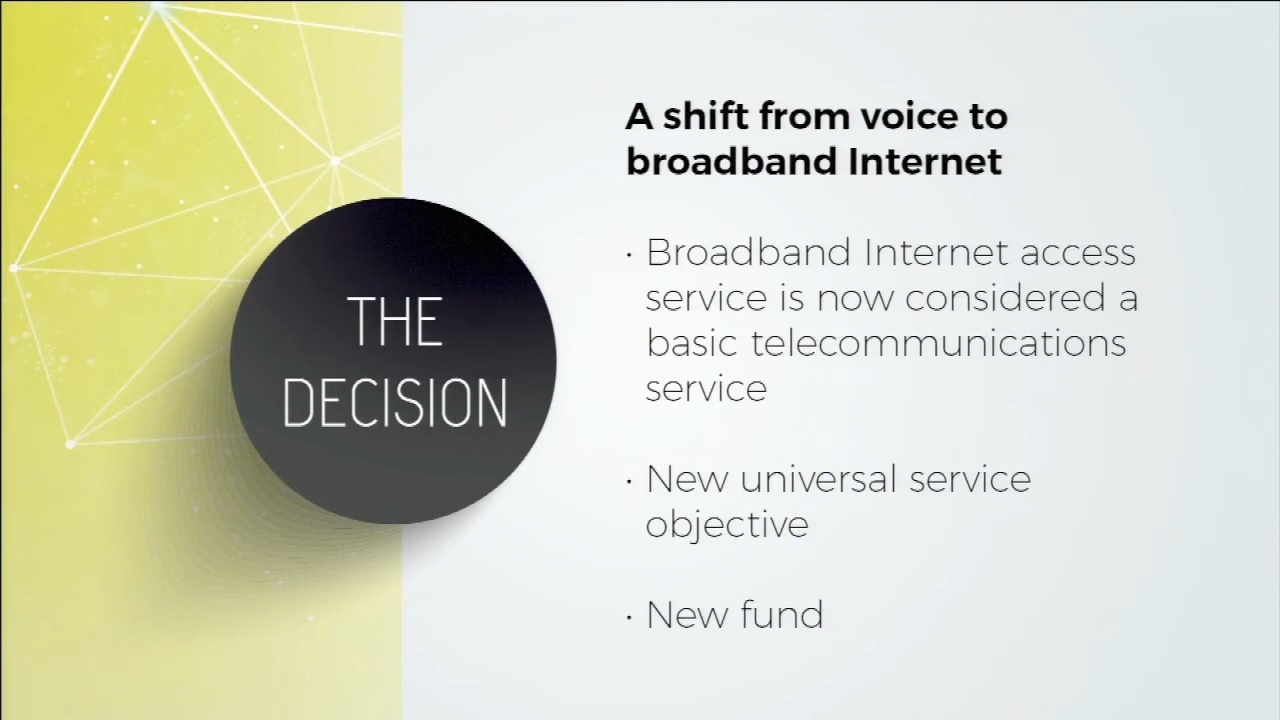 THE
DECISION
A shift from voice to
broadband Internet
· Broadband Internet access
service is now considered a
basic telecommunications
service
· New universal service
objective
· New fund